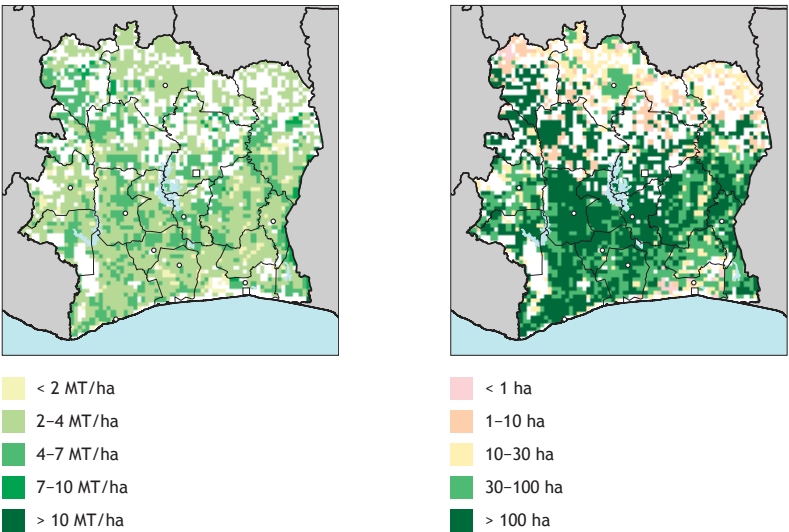 < 2 MT/ha
2–4 MT/ha
4–7 MT/ha
7–10 MT/ha
> 10 MT/ha
< 1 ha
1–10 ha
10–30 ha
30–100 ha
> 100 ha